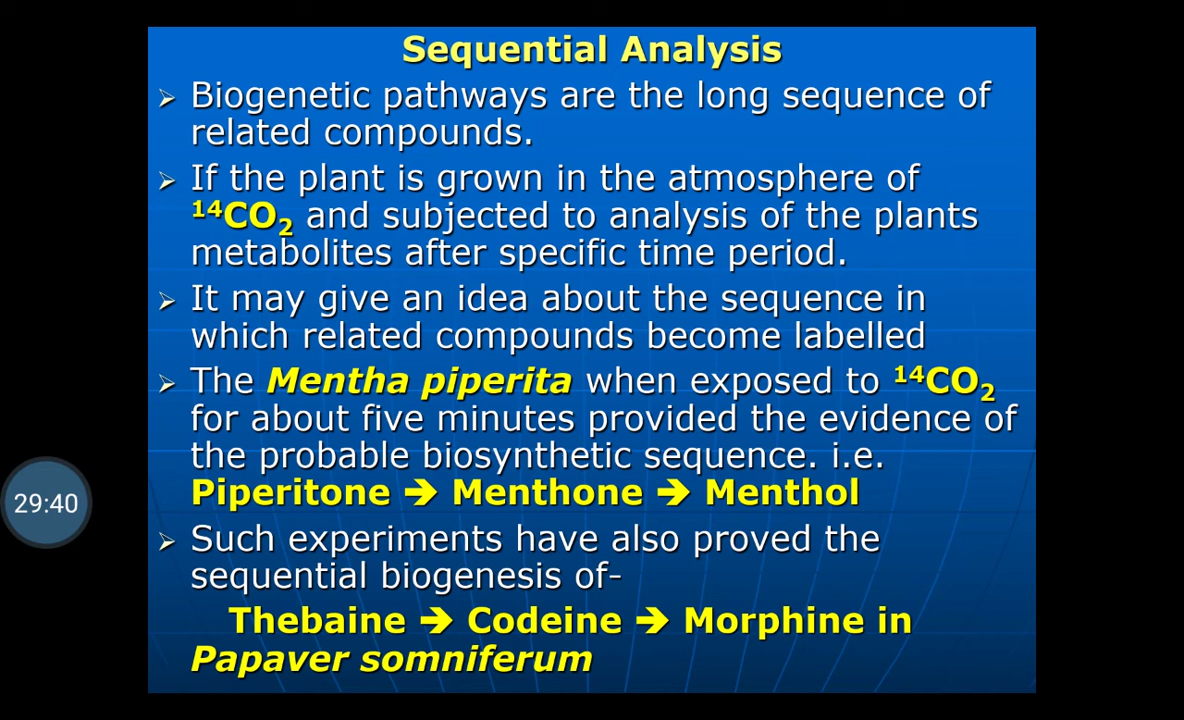 Sequential Analysis
➢ Biogenetic pathways are the long sequence of
related compounds.
➢ If the plant is grown in the atmosphere of
¹⁴CO₂ and subjected to analysis of the plants
metabolites after specific time period.
➢ It may give an idea about the sequence in
which related compounds become labelled
➢ The Mentha piperita when exposed to ¹⁴CO₂
for about five minutes provided the evidence of
the probable biosynthetic sequence. i.e.
Piperitone ➔ Menthone ➔ Menthol
29:40
➢ Such experiments have also proved the
sequential biogenesis of-
Thebaine ➔ Codeine ➔ Morphine in
Papaver somniferum